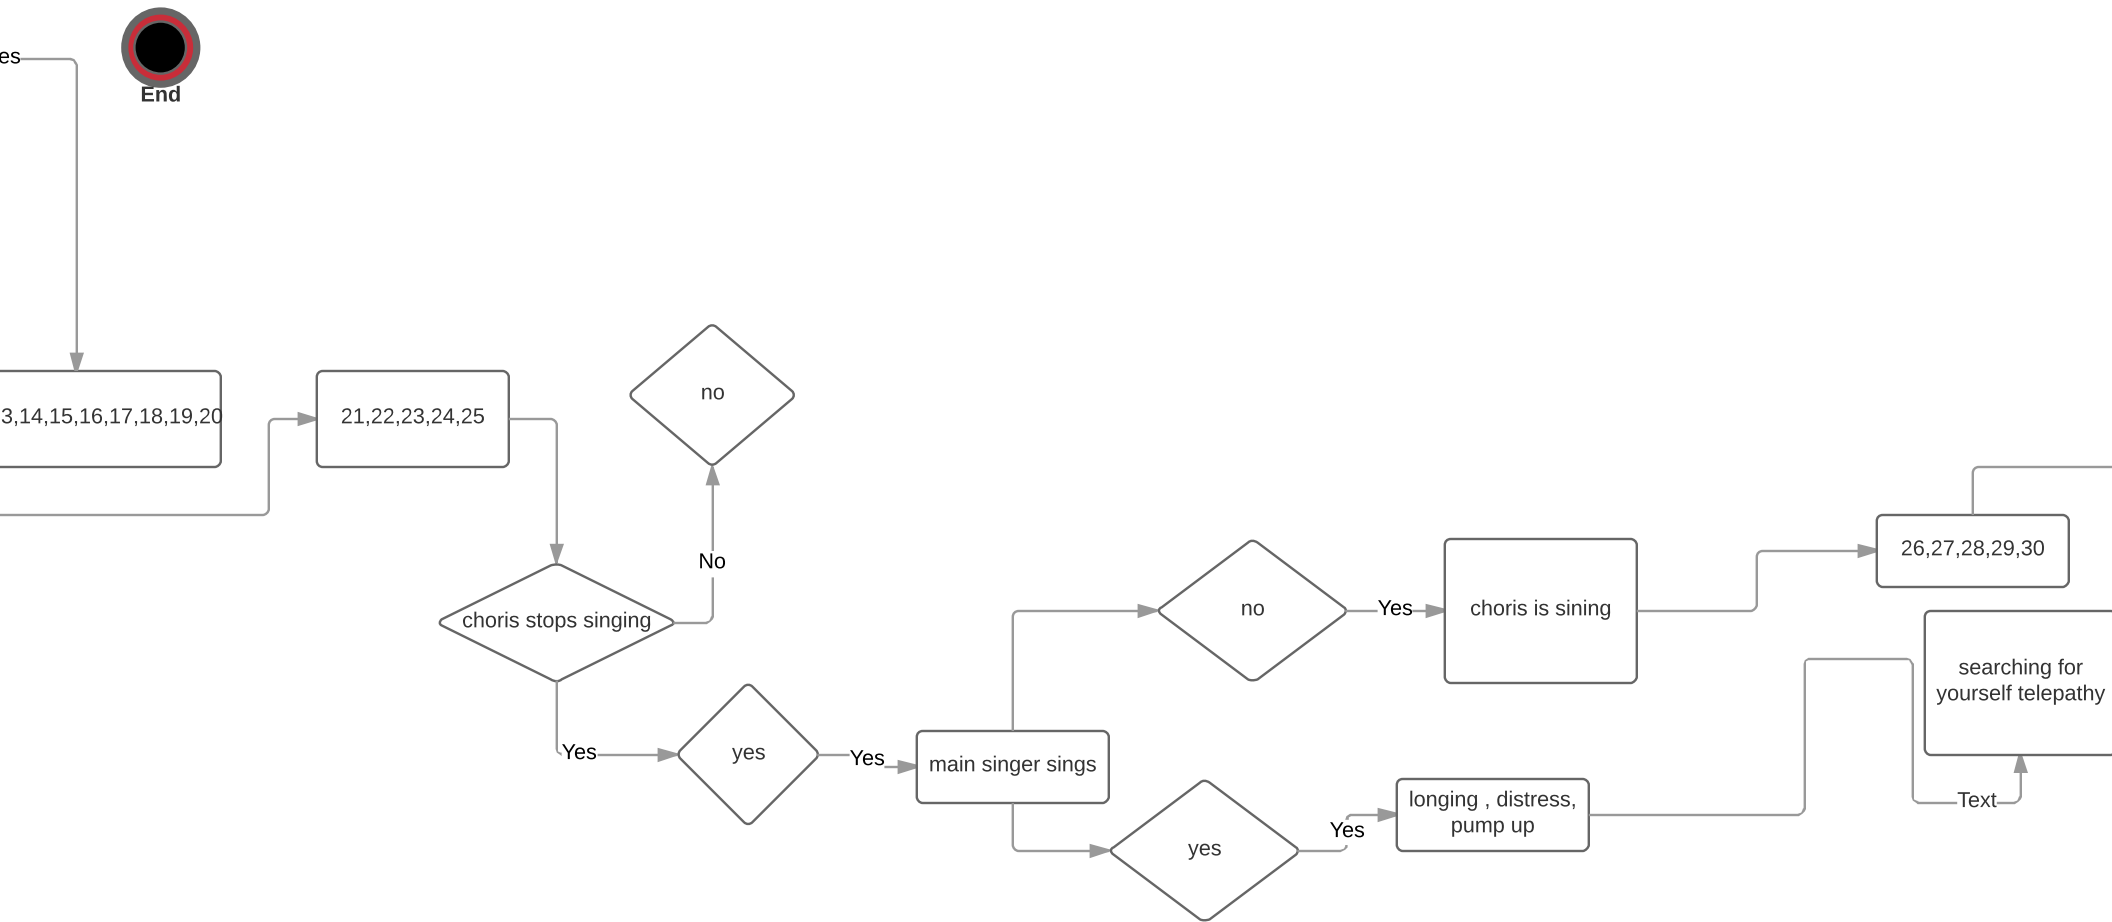 es
End
3,14,15,16,17,18,19,20
21,22,23,24,25
no
choris stops singing
No
Yes
yes
Yes
main singer sings
no
Yes
choris is sining
26,27,28,29,30
yes
Yes
longing , distress,
pump up
searching for
yourself telepathy
Text